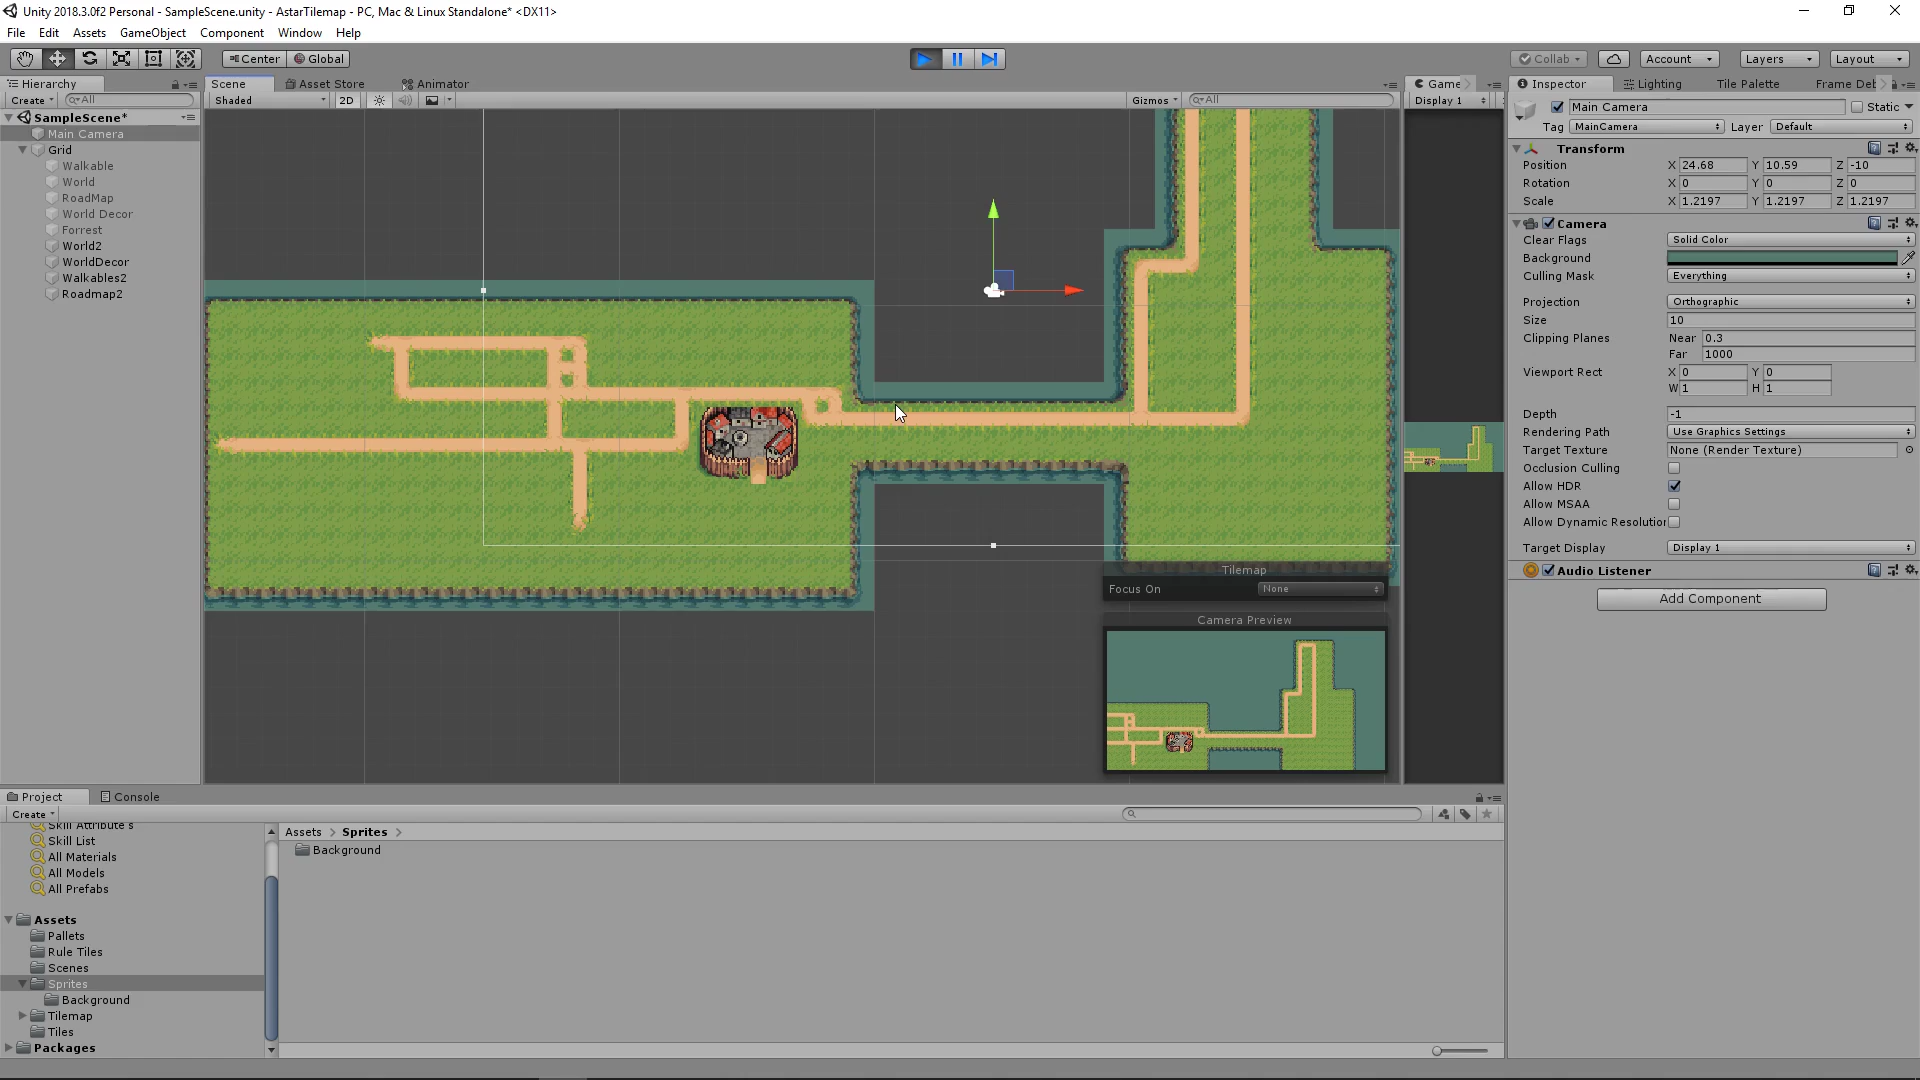 Unity 2018.3.0f2 Personal - SampleScene.unity - AstarTilemap - PC, Mac & Linux Standalone* <DX11>
File Edit Assets GameObject Component Window Help
Center Global Collab Account Layers Layout
Hierarchy Scene Asset Store Animator Game Inspector Lighting Tile Palette Frame Deb
Create All Shaded 2D Gizmos All Display 1
SampleScene*
Main Camera
Grid
Walkable
World
RoadMap
World Decor
Forrest
World2
WorldDecor
Walkables2
Roadmap2
Main Camera Static
Tag MainCamera Layer Default
Transform
Position X 24.68 Y 10.59 Z -10
Rotation X 0 Y 0 Z 0
Scale X 1.2197 Y 1.2197 Z 1.2197
Camera
Clear Flags Solid Color
Background
Culling Mask Everything
Projection Orthographic
Size 10
Clipping Planes Near 0.3
Far 1000
Viewport Rect X 0 Y 0
W 1 H 1
Depth -1
Rendering Path Use Graphics Settings
Target Texture None (Render Texture)
Occlusion Culling
Allow HDR
Allow MSAA
Allow Dynamic Resolution
Target Display Display 1
Audio Listener
Add Component
Tilemap
Focus On None
Camera Preview
Project Console
Create
Skill Attribute s
Skill List
All Materials
All Models
All Prefabs
Assets
Pallets
Rule Tiles
Scenes
Sprites
Background
Tilemap
Tiles
Packages
Assets > Sprites >
Background